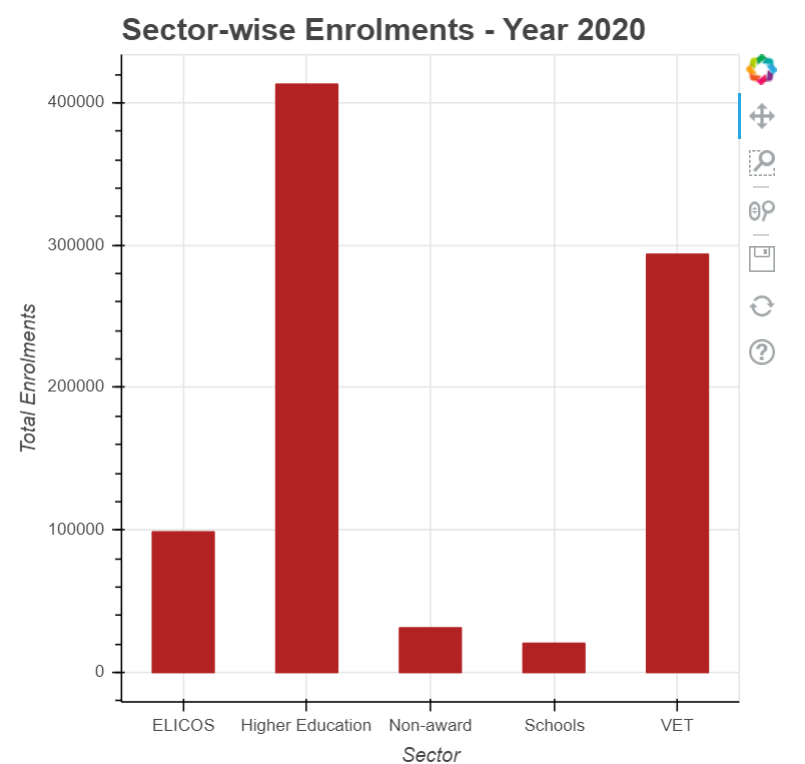 Sector-wise Enrolments - Year 2020
400000
300000
200000
100000
0
Total Enrolments
ELICOS
Higher Education
Non-award
Schools
VET
Sector